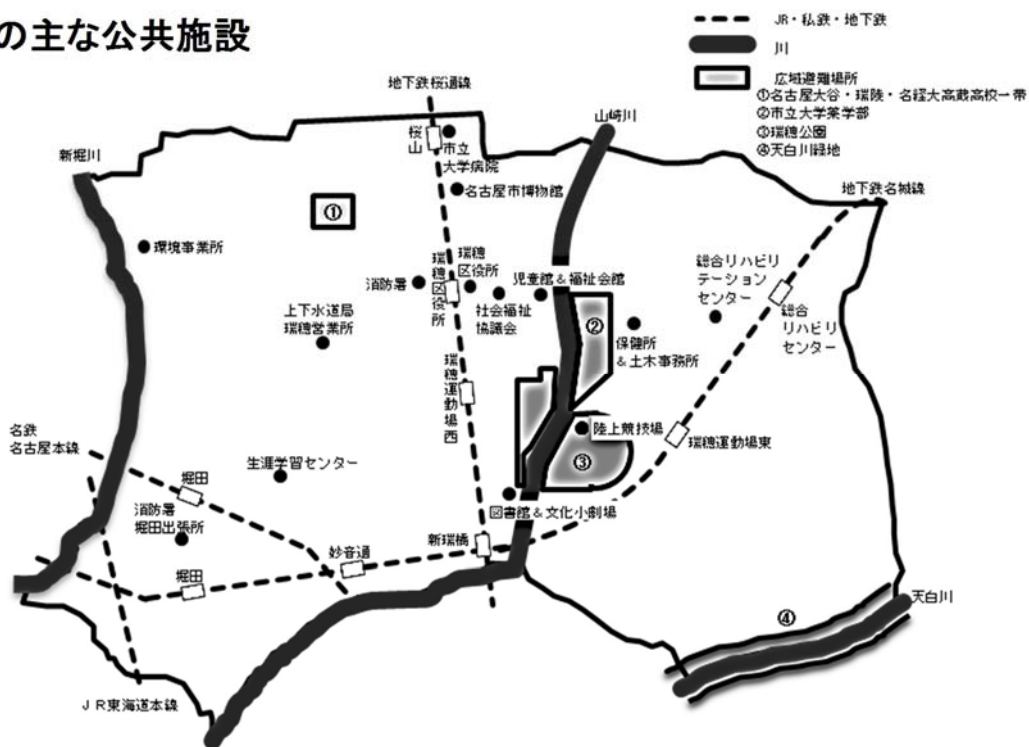 の主な公共施設
JR・私鉄・地下鉄
川
広域避難場所
①名古屋大谷・瑞陵・名経大高蔵高校一帯
②市立大学薬学部
③瑞穂公園
④天白川緑地
地下鉄桜通線
山崎川
桜山
市立
大学病院
新堀川
名古屋市博物館
地下鉄名城線
①
環境事業所
瑞穂
区役所
消防署
瑞穂区役所
児童館&福祉会館
社会福祉
協議会
総合リハビリ
テーション
センター
総合
リハビリ
センター
上下水道局
瑞穂営業所
②
保健所
&土木事務所
瑞穂運動場西
陸上競技場
瑞穂運動場東
③
名鉄
名古屋本線
堀田
生涯学習センター
消防署
堀田出張所
図書館&文化小劇場
新瑞橋
妙音通
堀田
天白川
④
JR東海道本線